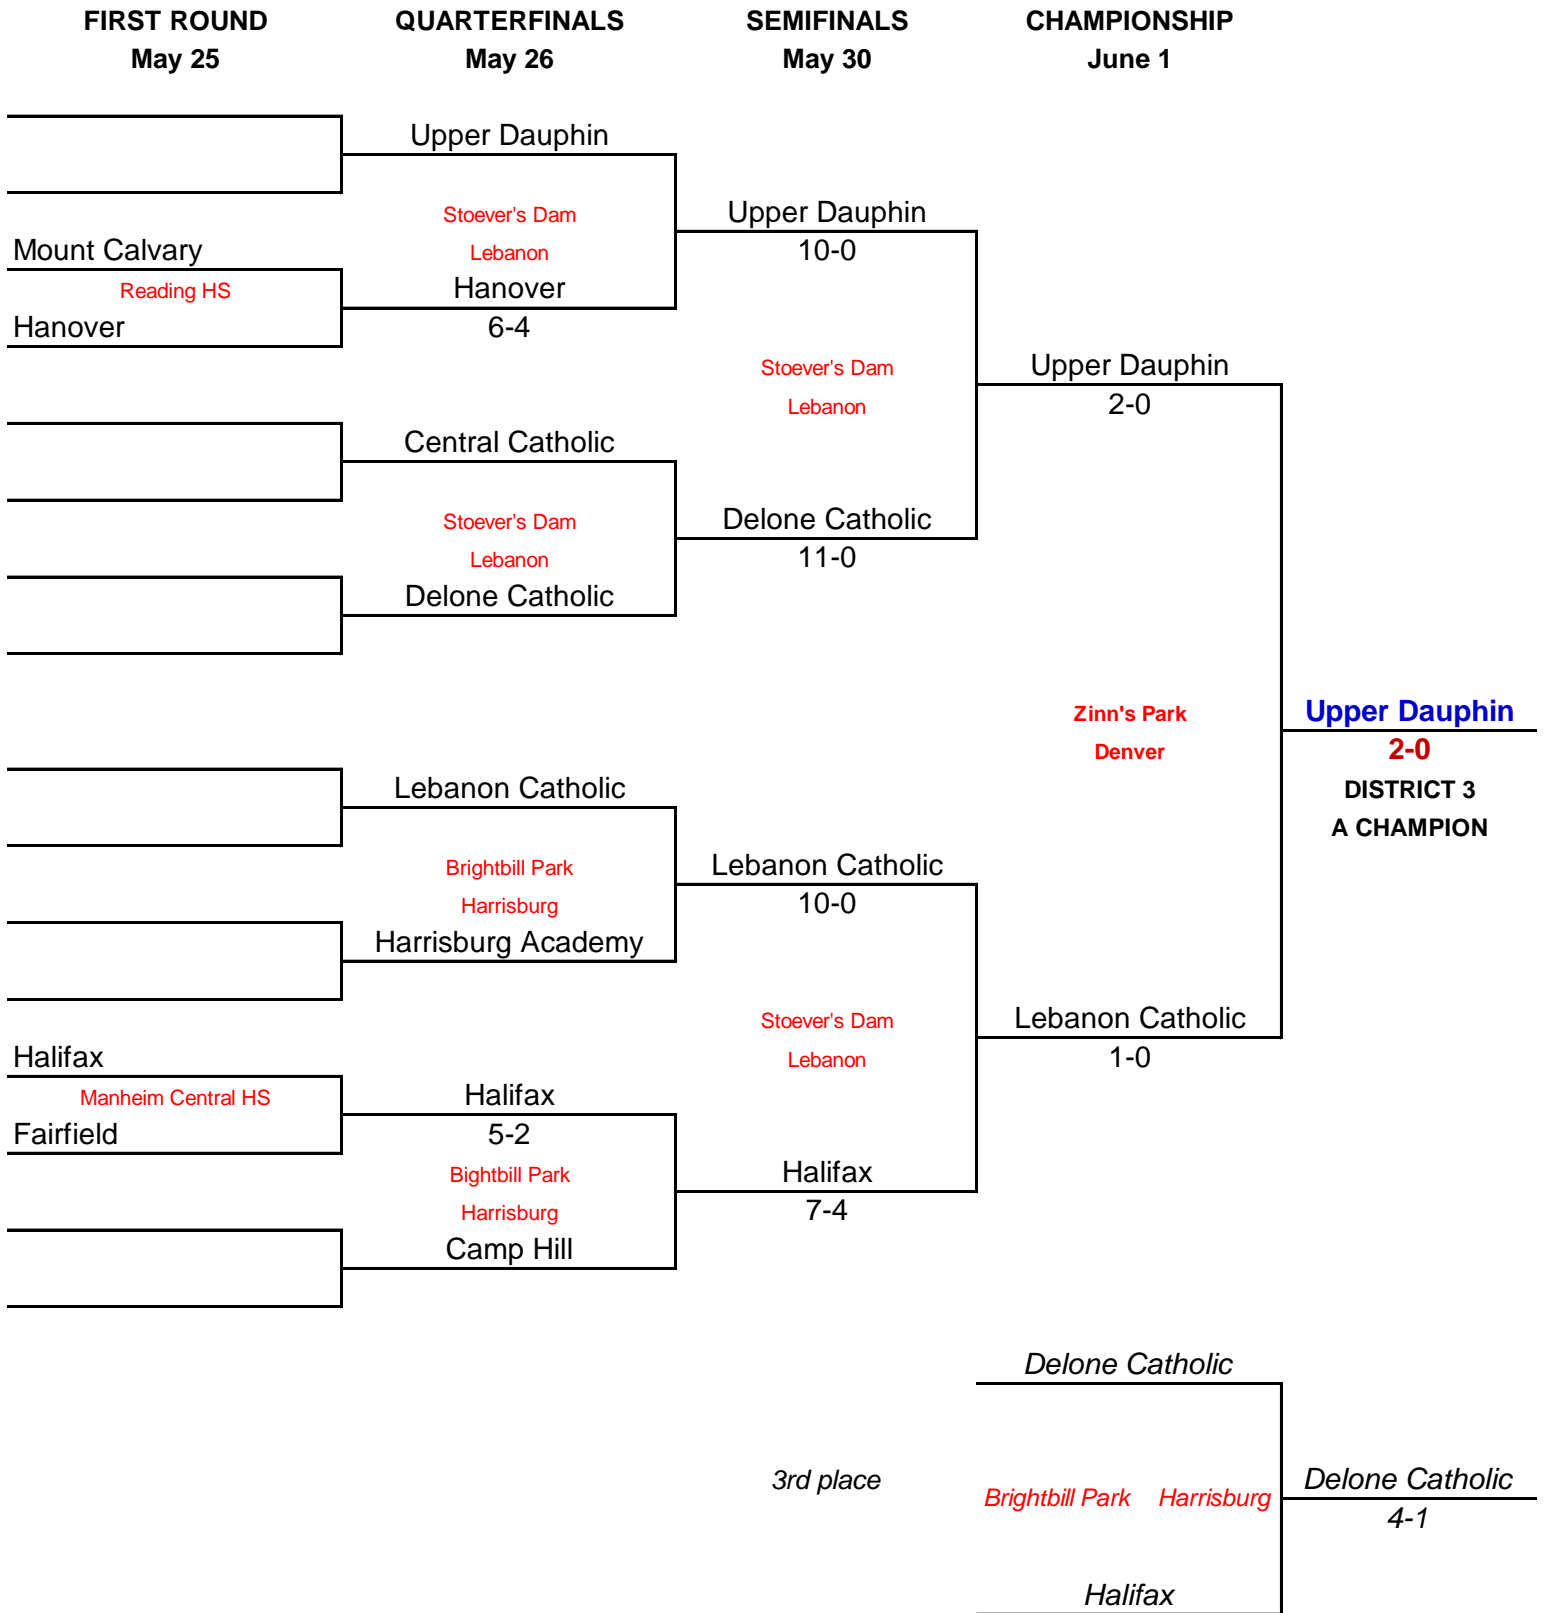 FIRST ROUND QUARTERFINALS SEMIFINALS CHAMPIONSHIP
May 25 May 26 May 30 June 1
Upper Dauphin
Stoever's Dam Upper Dauphin
Mount Calvary Lebanon 10-0
Reading HS Hanover
Hanover 6-4
Stoever's Dam Upper Dauphin
Lebanon 2-0
Central Catholic
Stoever's Dam Delone Catholic
Lebanon 11-0
Delone Catholic
Zinn's Park Upper Dauphin
Denver 2-0
Lebanon Catholic DISTRICT 3
A CHAMPION
Brightbill Park Lebanon Catholic
Harrisburg 10-0
Harrisburg Academy
Stoever's Dam Lebanon Catholic
Halifax Lebanon 1-0
Manheim Central HS Halifax
Fairfield 5-2
Bightbill Park Halifax
Harrisburg 7-4
Camp Hill
Delone Catholic
3rd place Brightbill Park Harrisburg Delone Catholic
4-1
Halifax